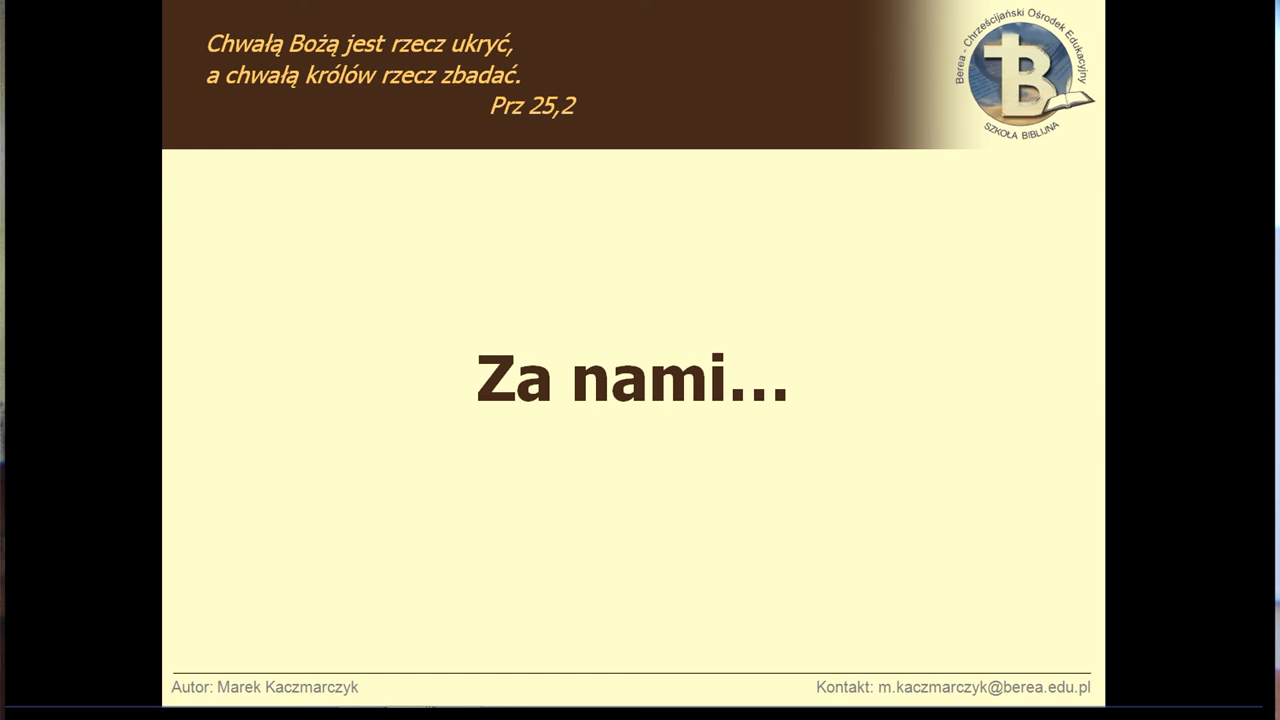 Chwałą Bożą jest rzecz ukryć,
a chwałą królów rzecz zbadać.
Prz 25,2
Berea - Chrześcijański Ośrodek Edukacyjny
B
SZKOŁA BIBLIJNA
Za nami...
Autor: Marek Kaczmarczyk
Kontakt: m.kaczmarczyk@berea.edu.pl